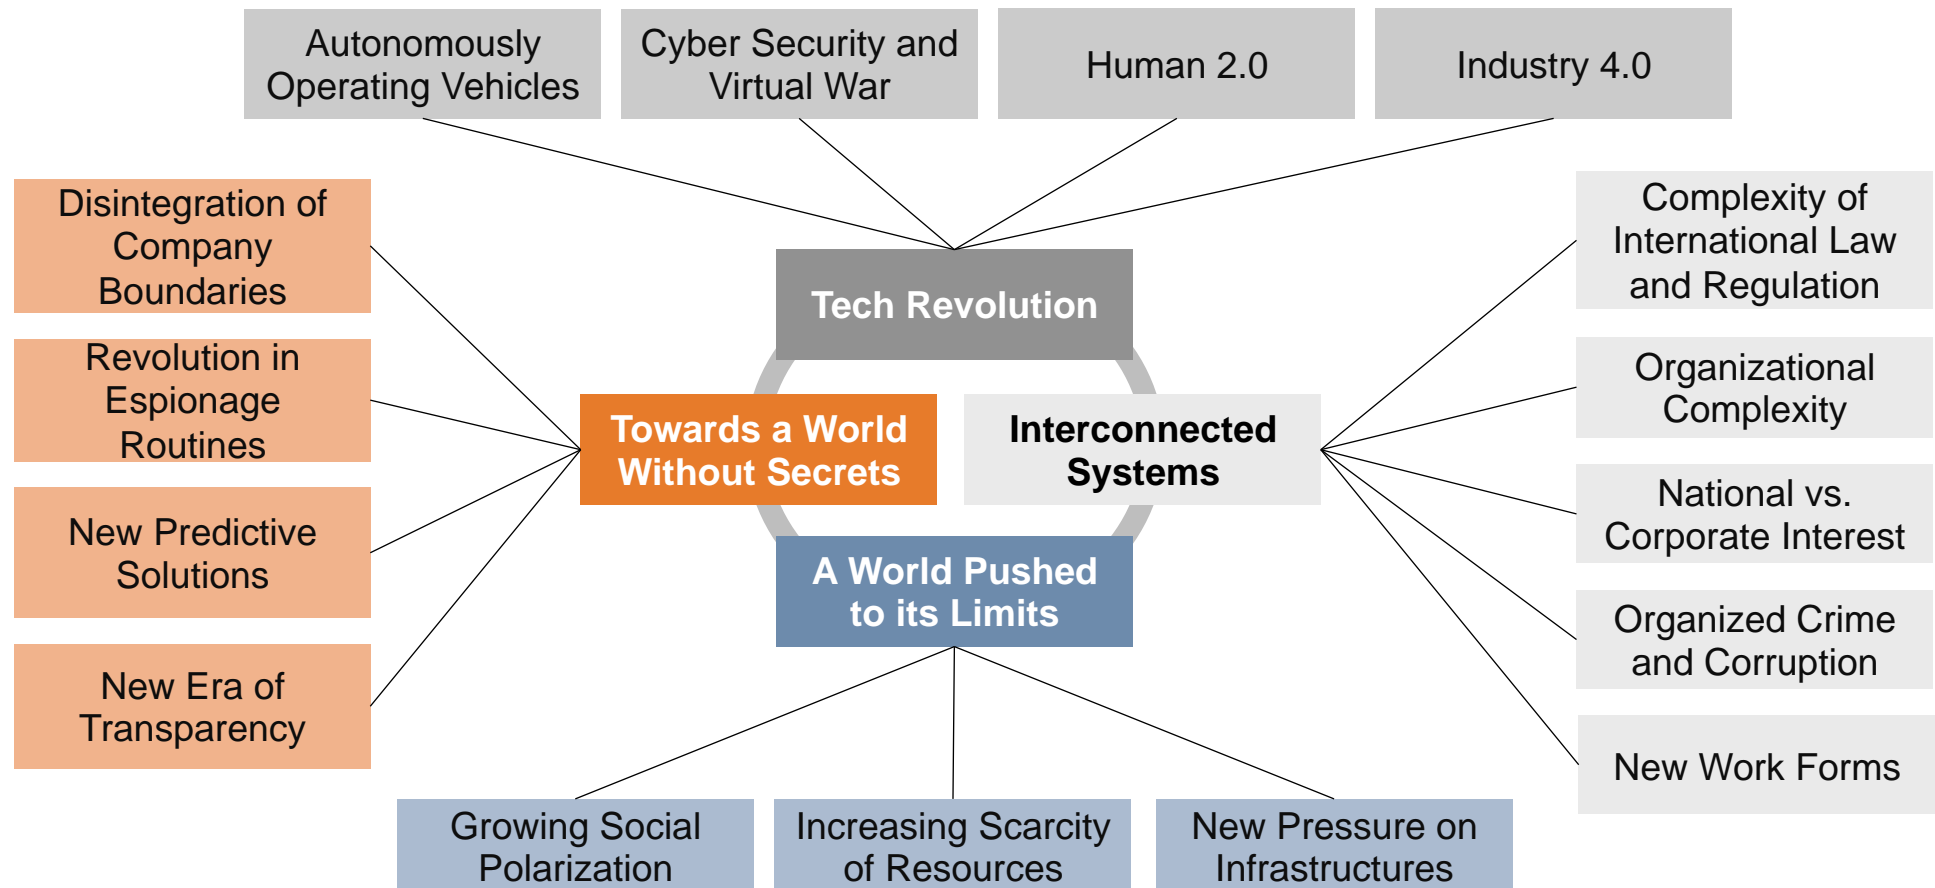 Autonomously
Operating Vehicles
Cyber Security and
Virtual War
Human 2.0
Industry 4.0
Disintegration of
Company
Boundaries
Revolution in
Espionage
Routines
New Predictive
Solutions
New Era of
Transparency
Tech Revolution
Towards a World
Without Secrets
Interconnected
Systems
A World Pushed
to its Limits
Complexity of
International Law
and Regulation
Organizational
Complexity
National vs.
Corporate Interest
Organized Crime
and Corruption
New Work Forms
Growing Social
Polarization
Increasing Scarcity
of Resources
New Pressure on
Infrastructures